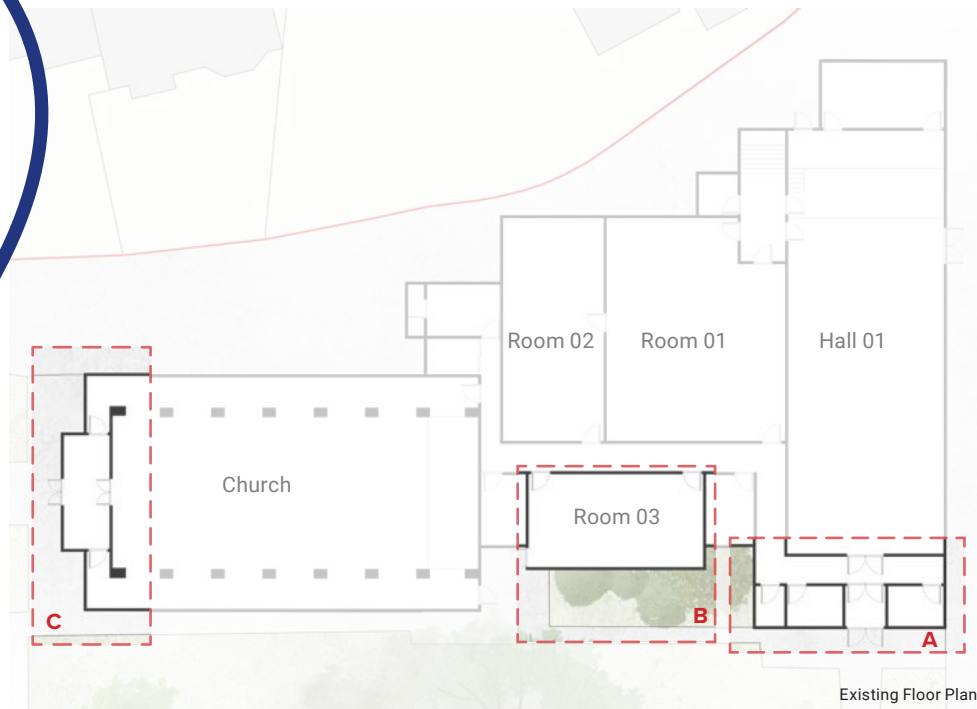 Room 02
Room 01
Hall 01
Church
Room 03
C
B
A
Existing Floor Plan